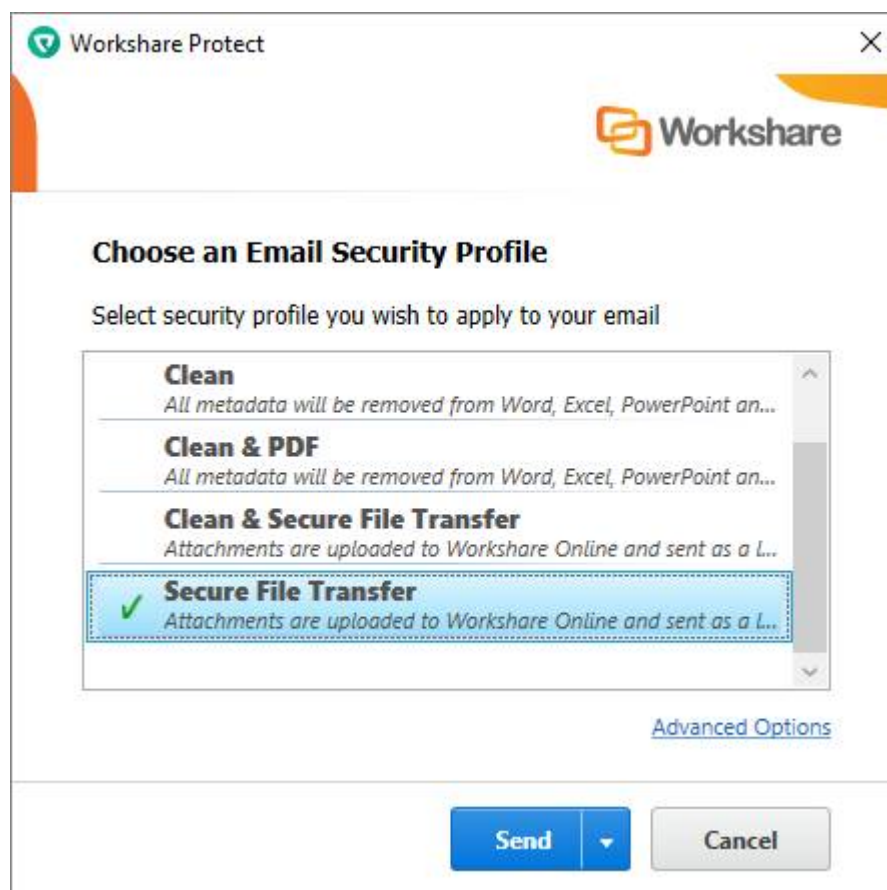 Workshare Protect
Workshare
Choose an Email Security Profile
Select security profile you wish to apply to your email
Clean
All metadata will be removed from Word, Excel, PowerPoint an...
Clean & PDF
All metadata will be removed from Word, Excel, PowerPoint an...
Clean & Secure File Transfer
Attachments are uploaded to Workshare Online and sent as a l...
Secure File Transfer
Attachments are uploaded to Workshare Online and sent as a l...
Advanced Options
Send
Cancel